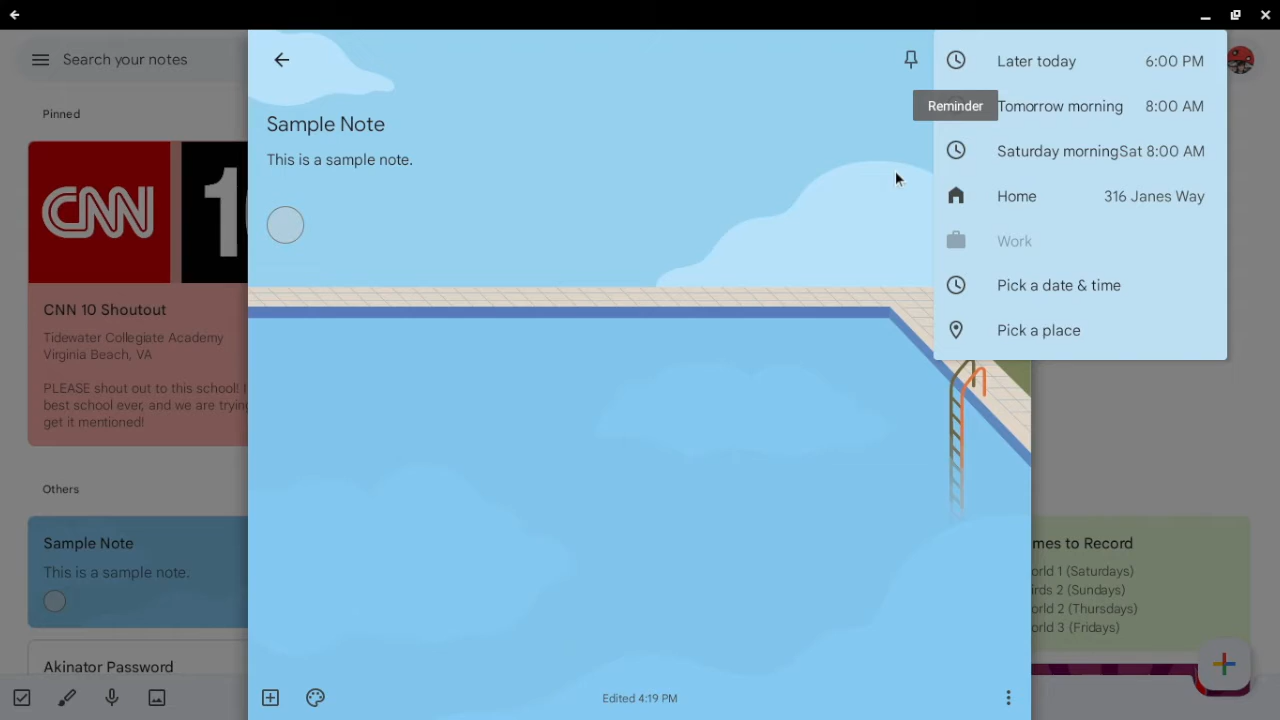 Search your notes
Pinned
CNN
1
CNN 10 Shoutout
Tidewater Collegiate Academy
Virginia Beach, VA
PLEASE shout out to this school! I
best school ever, and we are trying
get it mentioned!
Others
Sample Note
This is a sample note.
Akinator Password
Sample Note
This is a sample note.
Edited 4:19 PM
Later today 6:00 PM
Reminder
Tomorrow morning 8:00 AM
Saturday morningSat 8:00 AM
Home 316 Janes Way
Work
Pick a date & time
Pick a place
mes to Record
orld 1 (Saturdays)
irds 2 (Sundays)
orld 2 (Thursdays)
orld 3 (Fridays)